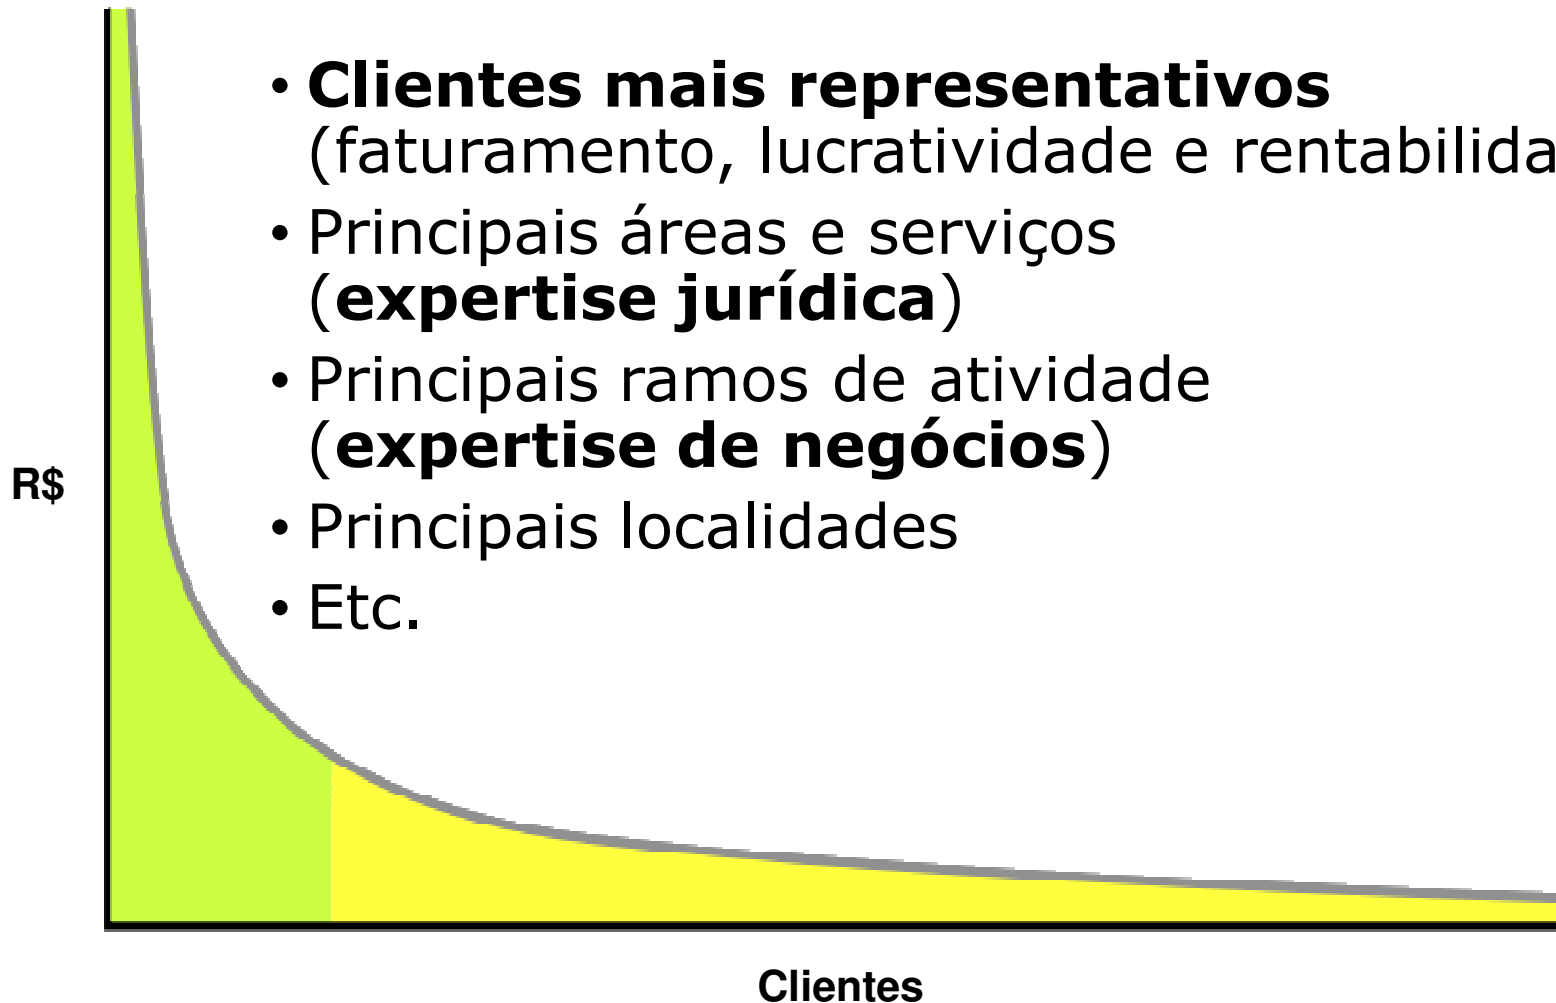 • Clientes mais representativos
(faturamento, lucratividade e rentabilida
• Principais áreas e serviços
(expertise jurídica)
• Principais ramos de atividade
(expertise de negócios)
• Principais localidades
• Etc.
R$
Clientes